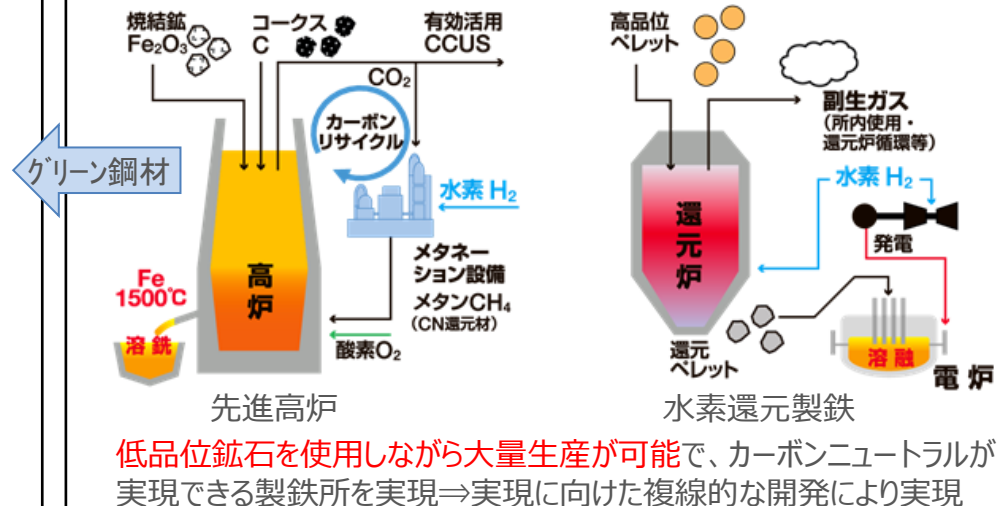 焼結鉱
Fe₂O₃
コークス
C
有効活用
CCUS
CO₂
カーボン
リサイクル
水素 H₂
メタネー
ション設備
メタンCH₄
(CN還元材)
酸素O₂
高炉
Fe
1500℃
溶銑
グリーン鋼材
先進高炉
高品位
ペレット
副生ガス
(所内使用・
還元炉循環等)
水素 H₂
発電
還元炉
還元
ペレット
溶融
電炉
水素還元製鉄
低品位鉱石を使用しながら大量生産が可能で、カーボンニュートラルが
実現できる製鉄所を実現⇒実現に向けた複線的な開発により実現